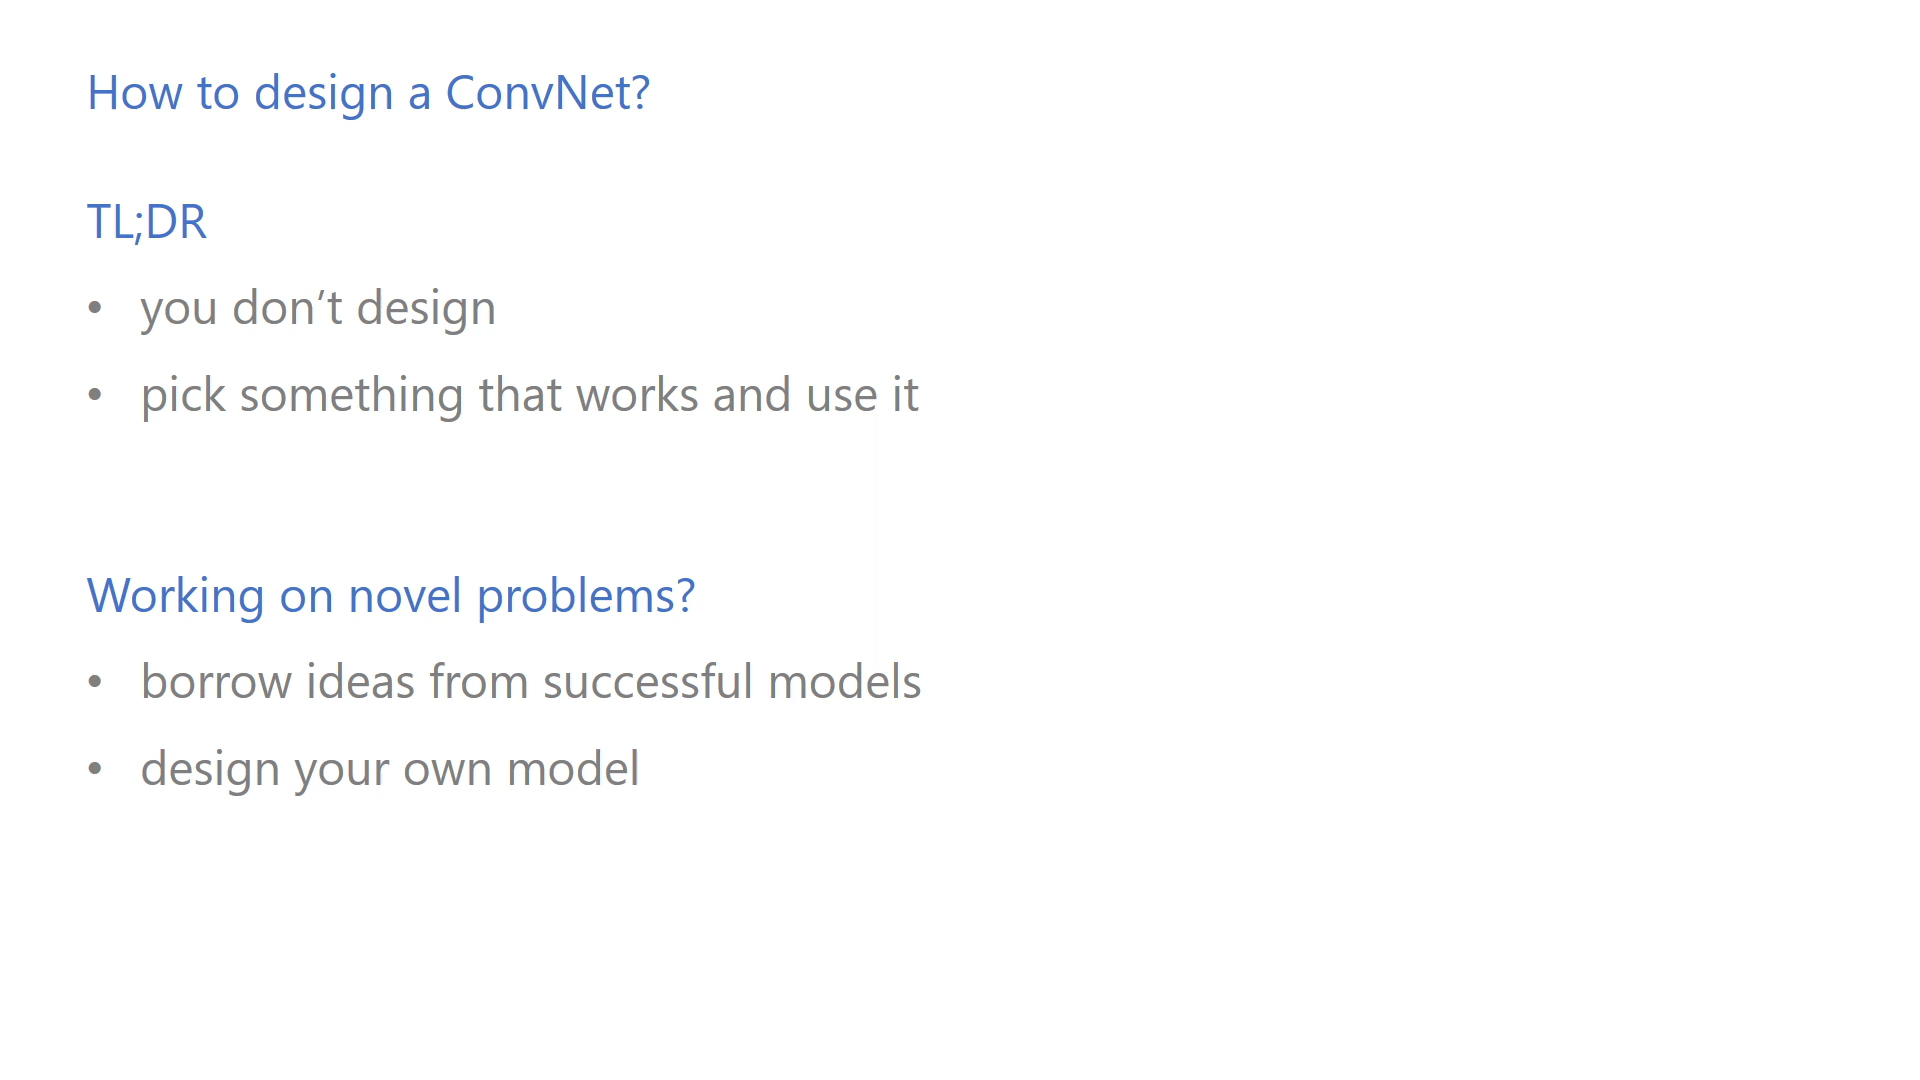 How to design a ConvNet?
TL;DR
• you don’t design
• pick something that works and use it
Working on novel problems?
• borrow ideas from successful models
• design your own model